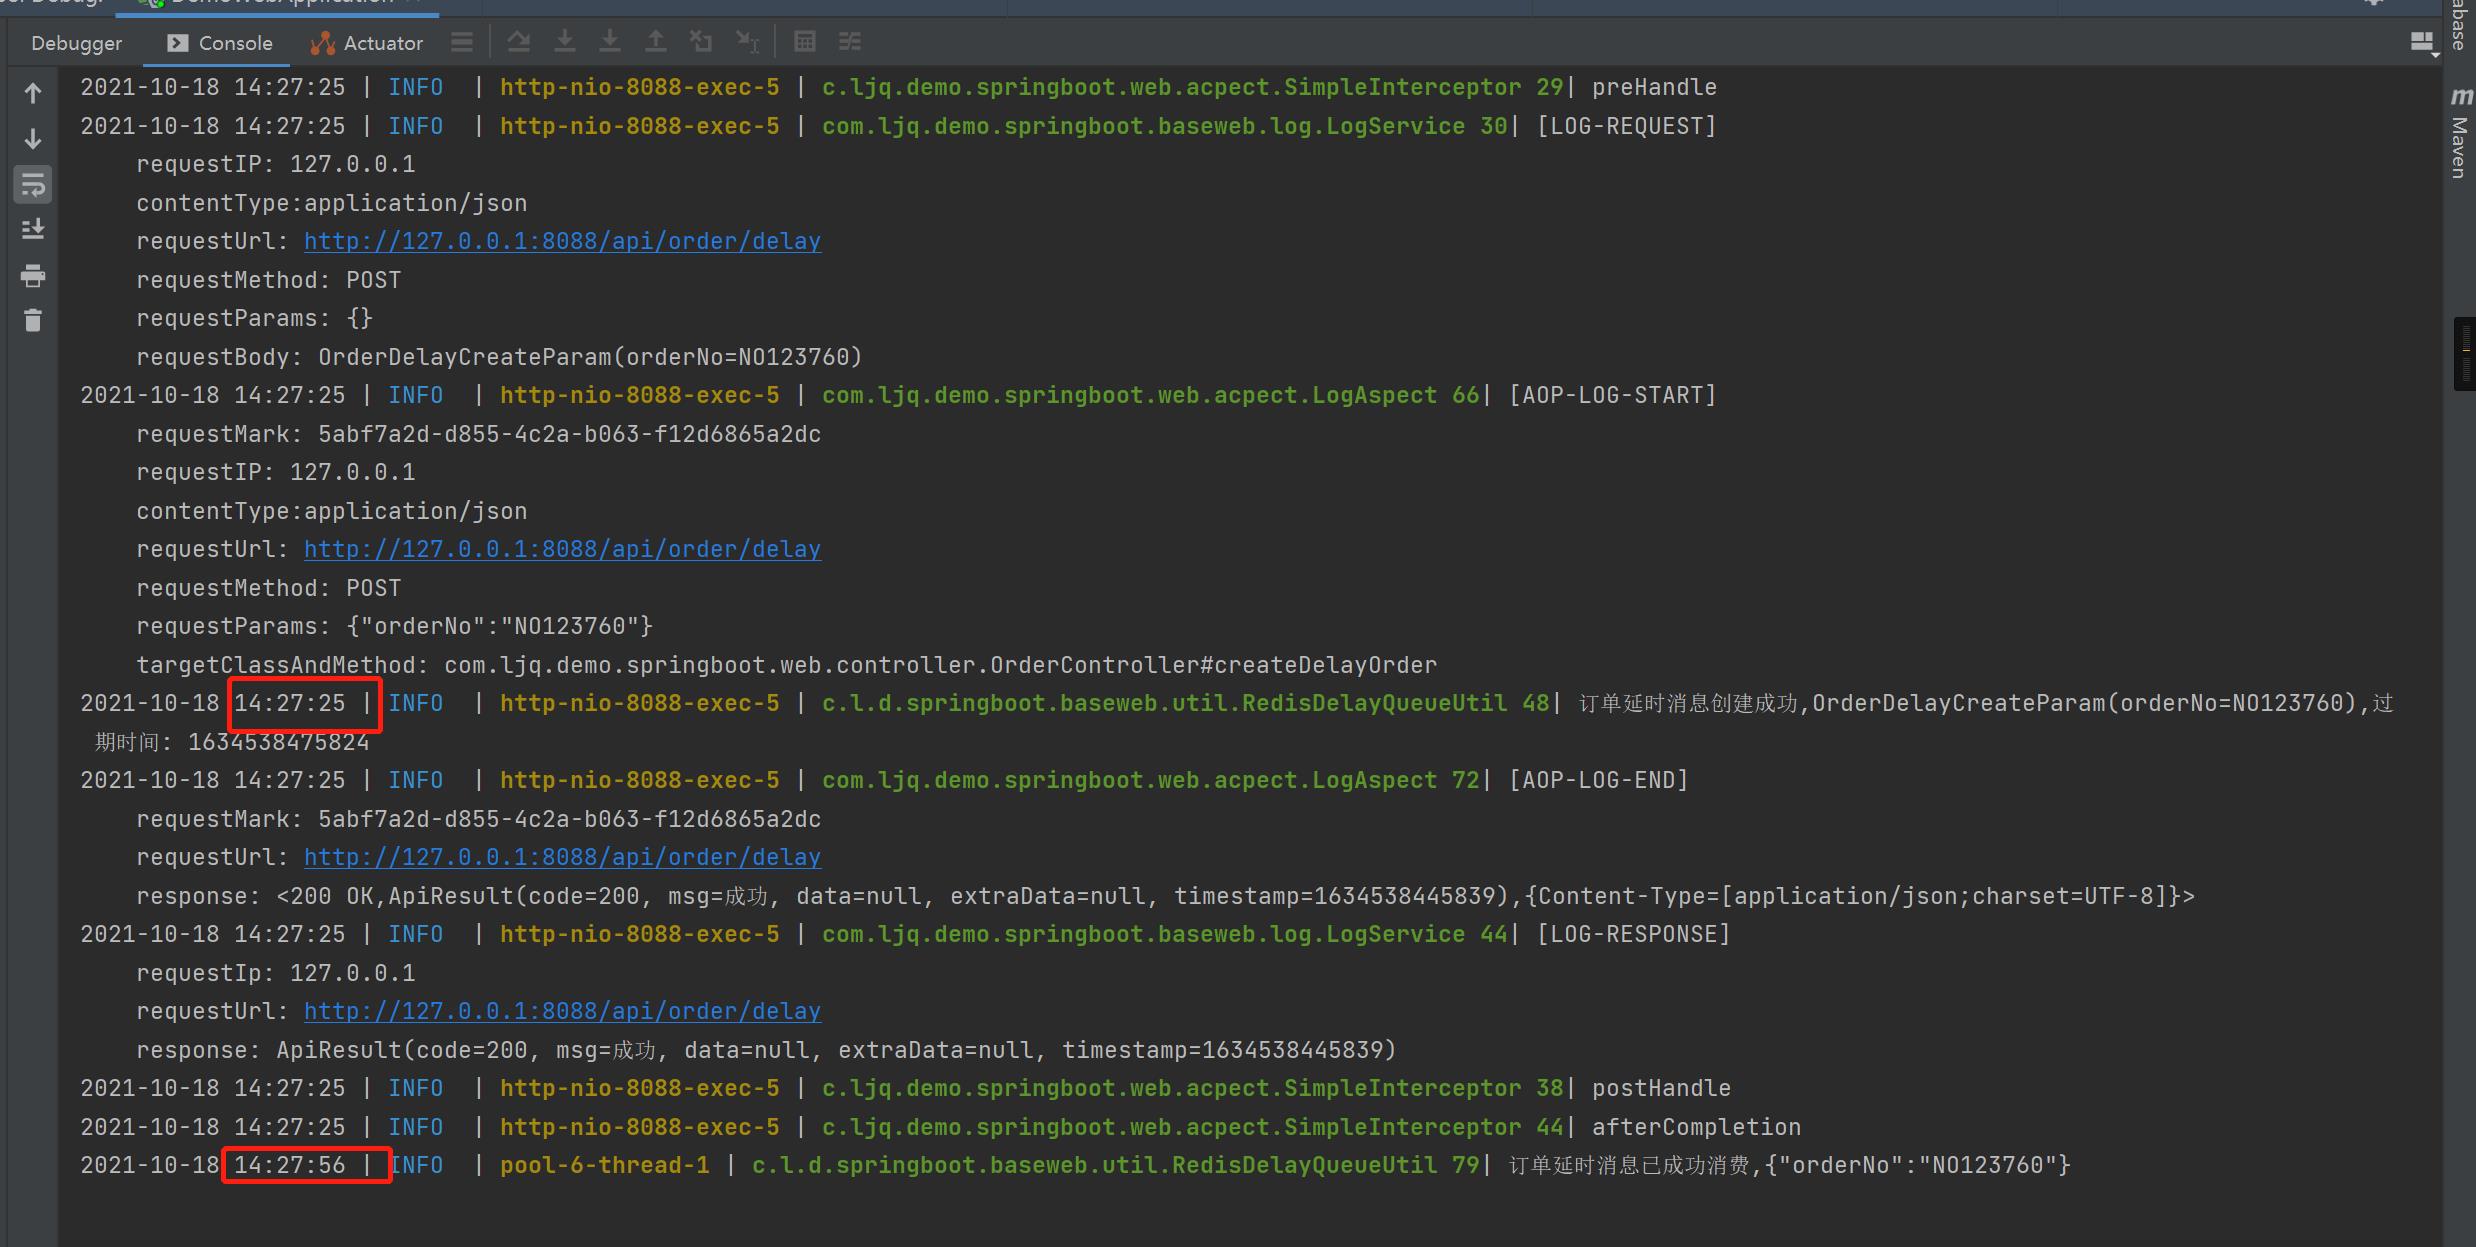 Debugger Console Actuator
2021-10-18 14:27:25 | INFO  | http-nio-8088-exec-5 | c.ljq.demo.springboot.web.acpect.SimpleInterceptor 29| preHandle
2021-10-18 14:27:25 | INFO  | http-nio-8088-exec-5 | com.ljq.demo.springboot.baseweb.log.LogService 30| [LOG-REQUEST]
requestIP: 127.0.0.1
contentType:application/json
requestUrl: http://127.0.0.1:8088/api/order/delay
requestMethod: POST
requestParams: {}
requestBody: OrderDelayCreateParam(orderNo=NO123760)
2021-10-18 14:27:25 | INFO  | http-nio-8088-exec-5 | com.ljq.demo.springboot.web.acpect.LogAspect 66| [AOP-LOG-START]
requestMark: 5abf7a2d-d855-4c2a-b063-f12d6865a2dc
requestIP: 127.0.0.1
contentType:application/json
requestUrl: http://127.0.0.1:8088/api/order/delay
requestMethod: POST
requestParams: {"orderNo":"NO123760"}
targetClassAndMethod: com.ljq.demo.springboot.web.controller.OrderController#createDelayOrder
2021-10-18 14:27:25 | INFO  | http-nio-8088-exec-5 | c.l.d.springboot.baseweb.util.RedisDelayQueueUtil 48| 订单延时消息创建成功,OrderDelayCreateParam(orderNo=NO123760),过
期时间: 1634538475824
2021-10-18 14:27:25 | INFO  | http-nio-8088-exec-5 | com.ljq.demo.springboot.web.acpect.LogAspect 72| [AOP-LOG-END]
requestMark: 5abf7a2d-d855-4c2a-b063-f12d6865a2dc
requestUrl: http://127.0.0.1:8088/api/order/delay
response: <200 OK,ApiResult(code=200, msg=成功, data=null, extraData=null, timestamp=1634538445839),{Content-Type=[application/json;charset=UTF-8]}>
2021-10-18 14:27:25 | INFO  | http-nio-8088-exec-5 | com.ljq.demo.springboot.baseweb.log.LogService 44| [LOG-RESPONSE]
requestIp: 127.0.0.1
requestUrl: http://127.0.0.1:8088/api/order/delay
response: ApiResult(code=200, msg=成功, data=null, extraData=null, timestamp=1634538445839)
2021-10-18 14:27:25 | INFO  | http-nio-8088-exec-5 | c.ljq.demo.springboot.web.acpect.SimpleInterceptor 38| postHandle
2021-10-18 14:27:25 | INFO  | http-nio-8088-exec-5 | c.ljq.demo.springboot.web.acpect.SimpleInterceptor 44| afterCompletion
2021-10-18 14:27:56 | INFO  | pool-6-thread-1 | c.l.d.springboot.baseweb.util.RedisDelayQueueUtil 79| 订单延时消息已成功消费,{"orderNo":"NO123760"}
m Maven